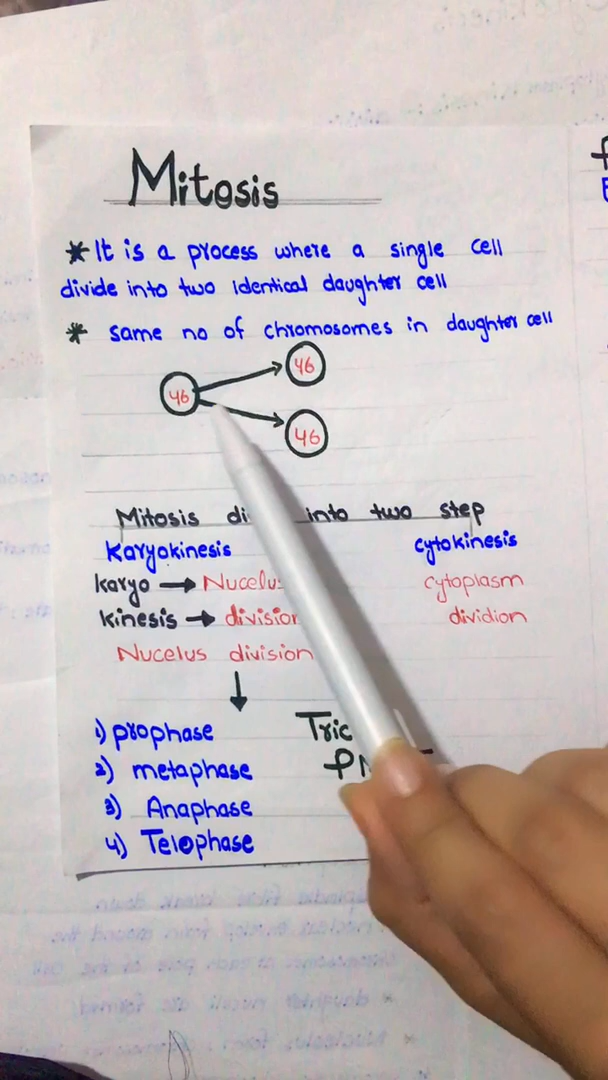 Mitosis
* It is a process where a single cell
divide into two identical daughter cell
* same no of chromosomes in daughter cell
46
46
46
Mitosis into two step
Karyokinesis
cytokinesis
karyo → Nucelus
cytoplasm
kinesis → division
dividion
Nucelus division
1) prophase
2) metaphase
3) Anaphase
4) Telophase